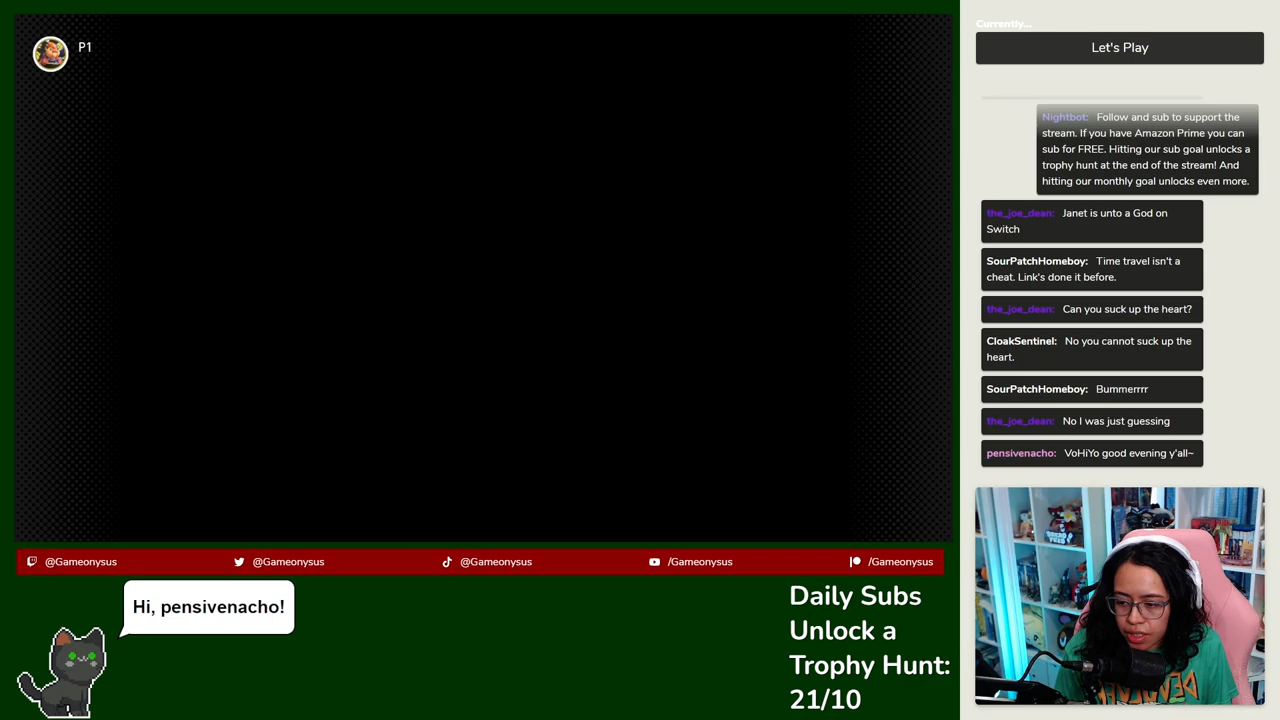 P1
Currently...
Let's Play
Nightbot: Follow and sub to support the
stream. If you have Amazon Prime you can
sub for FREE. Hitting our sub goal unlocks a
trophy hunt at the end of the stream! And
hitting our monthly goal unlocks even more.
the_joe_dean: Janet is unto a God on
Switch
SourPatchHomeboy: Time travel isn't a
cheat. Link's done it before.
the_joe_dean: Can you suck up the heart?
CloakSentinel: No you cannot suck up the
heart.
SourPatchHomeboy: Bummerrrr
the_joe_dean: No I was just guessing
pensivenacho: VoHiYo good evening y'all~
@Gameonysus @Gameonysus @Gameonysus /Gameonysus /Gameonysus
Hi, pensivenacho!
Daily Subs
Unlock a
Trophy Hunt:
21/10